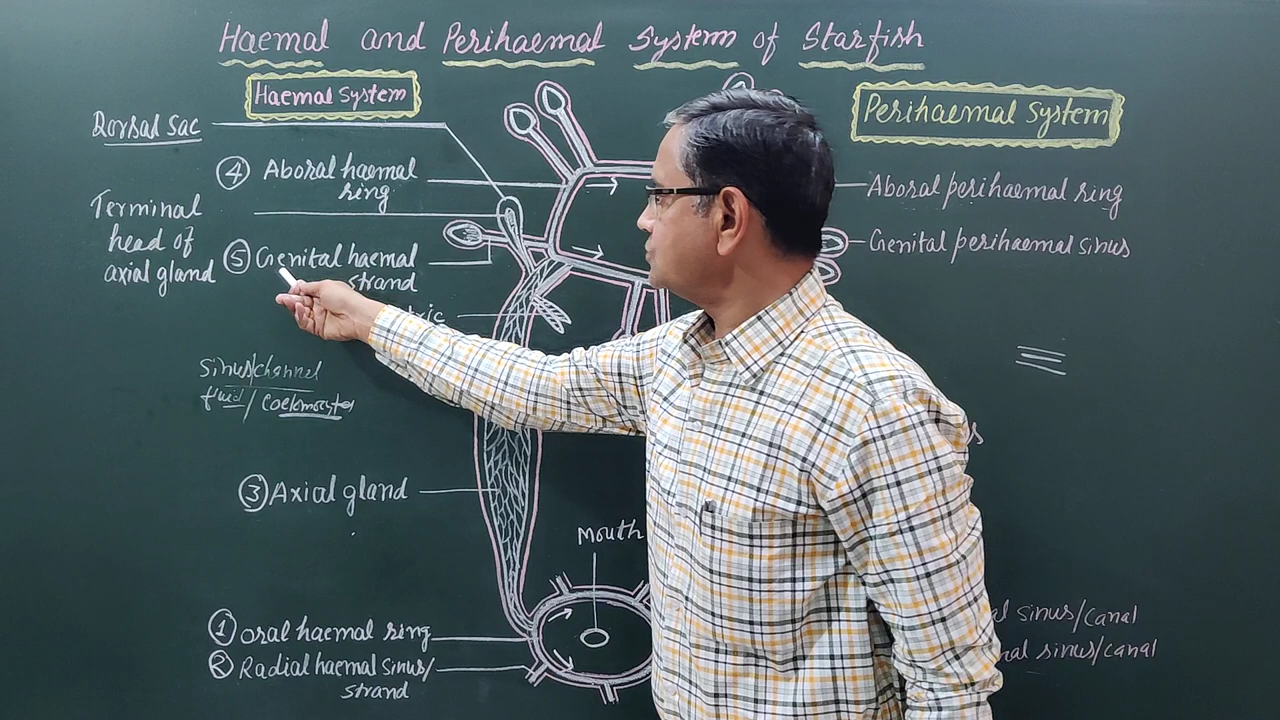 Haemal and Perihaemal System of Starfish
Haemal System
Perihaemal System
Dorsal Sac
④ Aboral haemal
ring
Terminal
head of
axial gland
⑤ Genital haemal
strand
Sinus/channel
fluid/ Coelomocytes
③ Axial gland
Mouth
① Oral haemal ring
② Radial haemal sinus/
strand
Aboral perihaemal ring
Genital perihaemal sinus
sinus/canal
sinus/canal